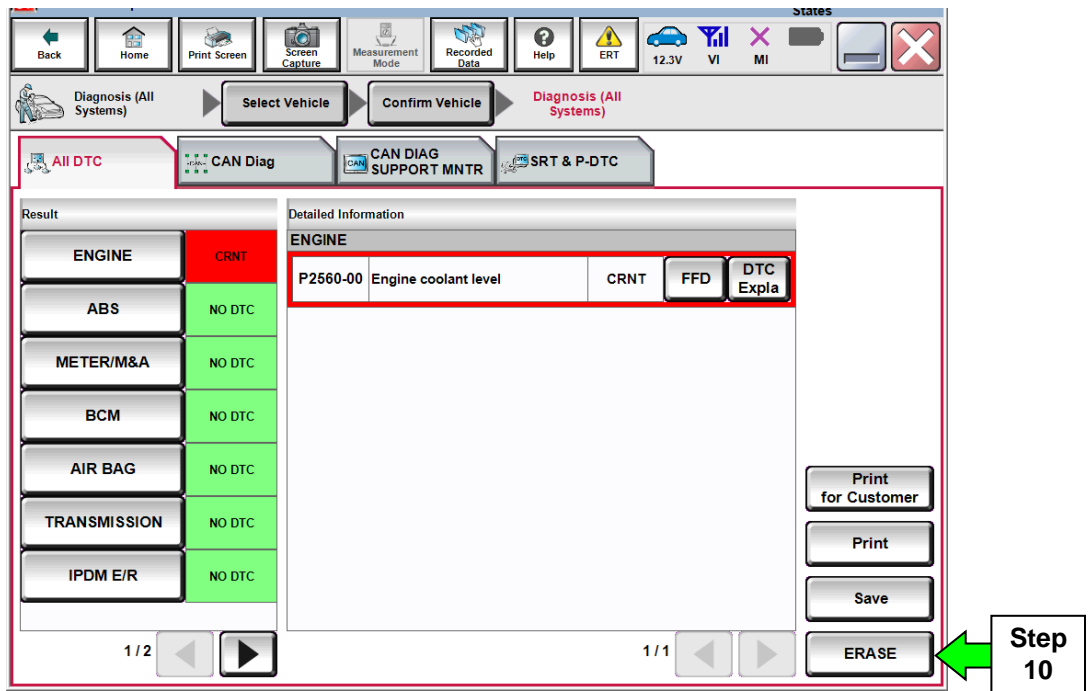 States
Back
Home
Print Screen
Screen
Capture
Measurement
Mode
Recorded
Data
Help
ERT
12.3V
VI
MI
Diagnosis (All
Systems)
Select Vehicle
Confirm Vehicle
Diagnosis (All
Systems)
All DTC
CAN Diag
CAN
CAN DIAG
SUPPORT MNTR
SRT & P-DTC
Result
Detailed Information
ENGINE
CRNT
ABS
NO DTC
METER/M&A
NO DTC
BCM
NO DTC
AIR BAG
NO DTC
TRANSMISSION
NO DTC
IPDM E/R
NO DTC
1 / 2
ENGINE
P2560-00
Engine coolant level
CRNT
FFD
DTC
Expla
1 / 1
Print
for Customer
Print
Save
ERASE
Step
10